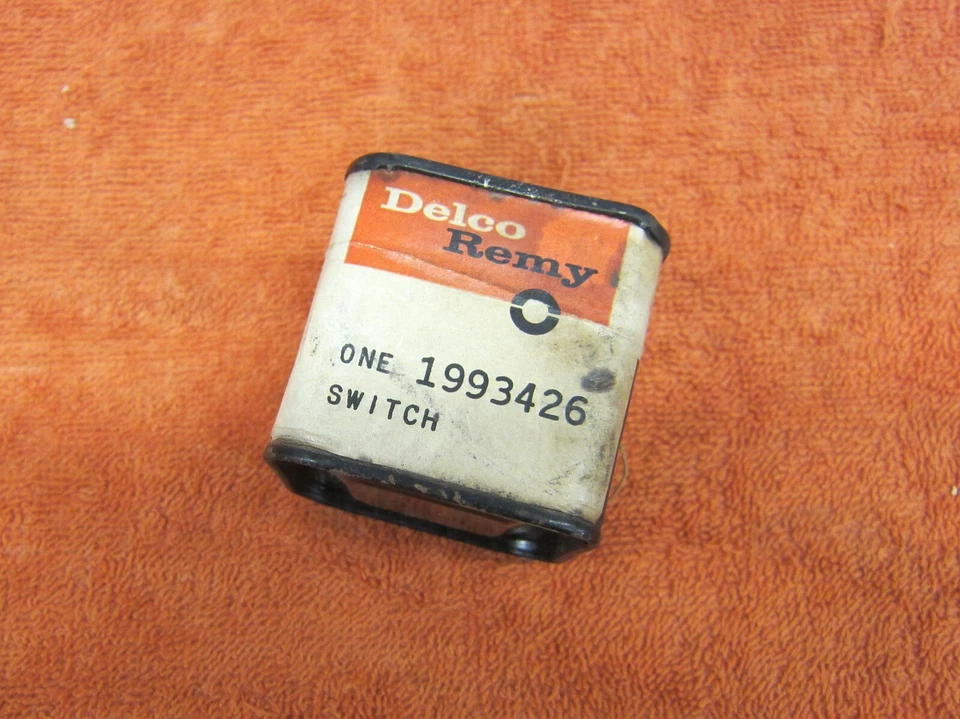 Delco
Remy
ONE 1993426
SWITCH